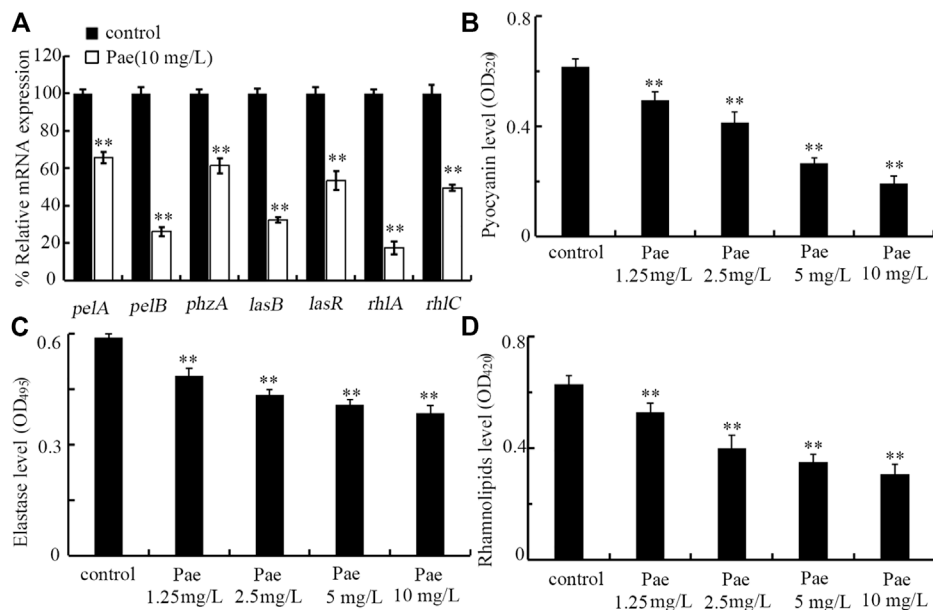 A
control
Pae(10 mg/L)
% Relative mRNA expression
120
100
80
60
40
20
0
**
**
**
**
**
**
**
pelA pelB phzA lasB lasR rhlA rhlC
B
Pyocyanin level (OD520)
0.8
0.4
0
**
**
**
**
control Pae Pae Pae Pae
1.25mg/L 2.5mg/L 5 mg/L 10 mg/L
C
Elastase level (OD495)
0.6
0.3
0
**
**
**
**
control Pae Pae Pae Pae
1.25mg/L 2.5mg/L 5 mg/L 10 mg/L
D
Rhamnolipids level (OD420)
0.8
0.4
0
**
**
**
**
control Pae Pae Pae Pae
1.25mg/L 2.5mg/L 5 mg/L 10 mg/L